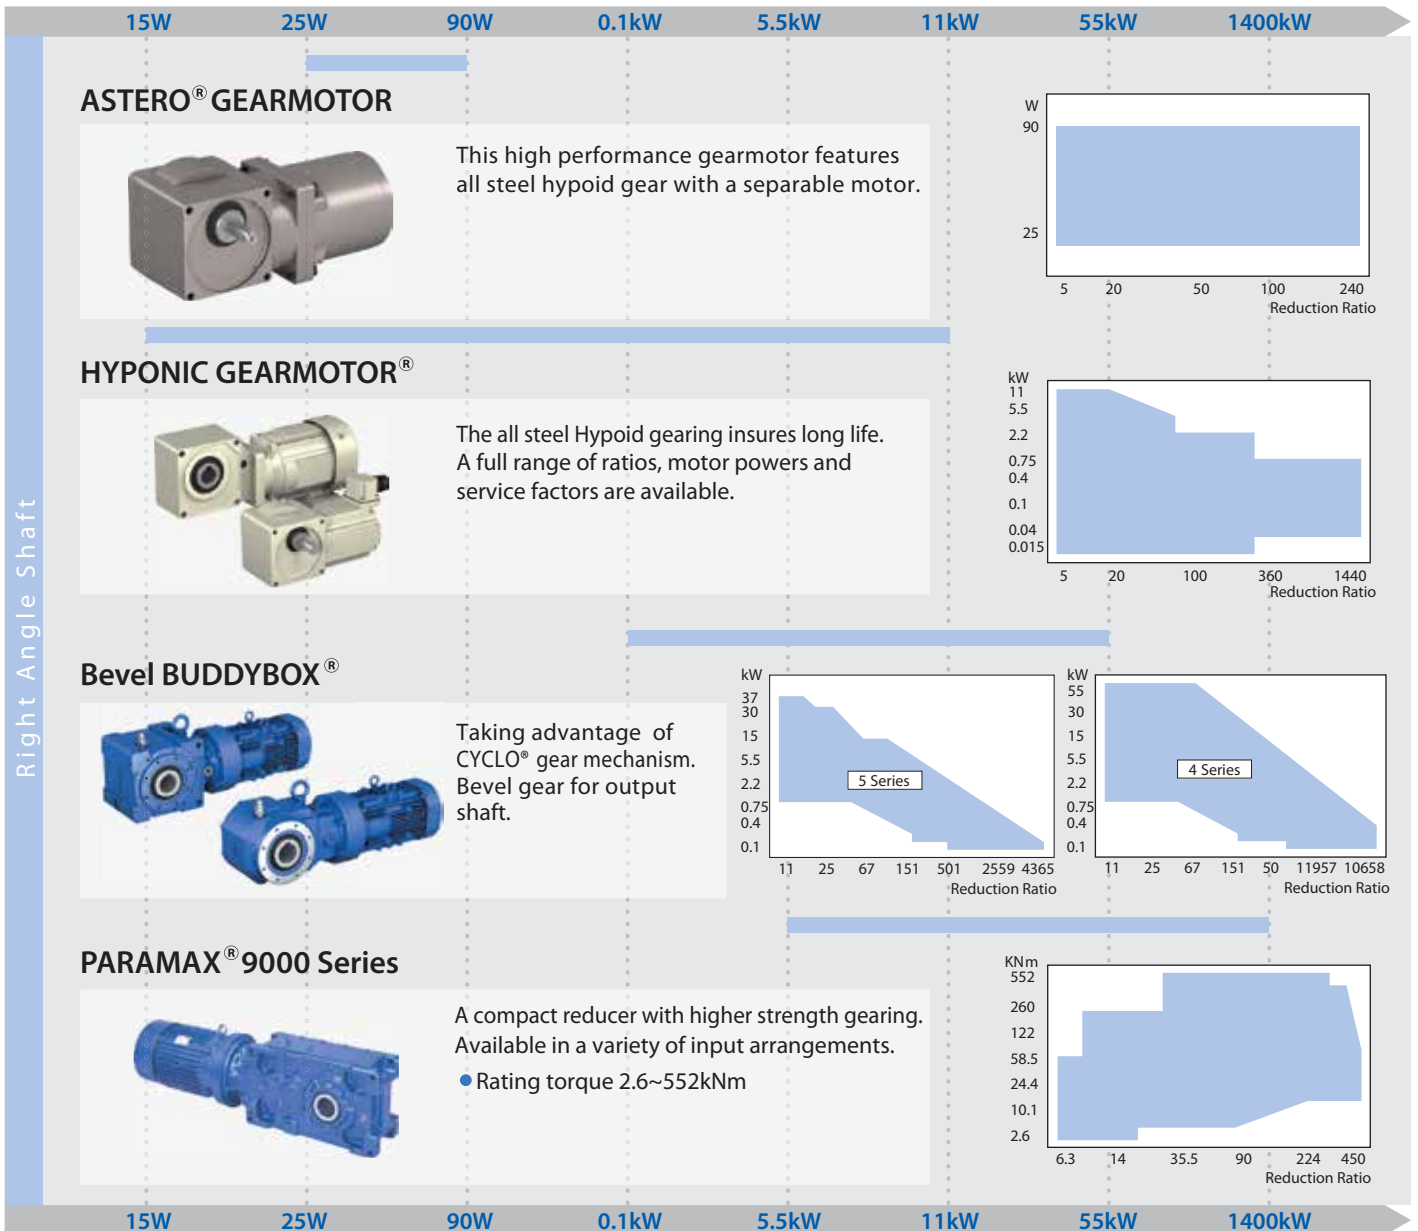 15W 25W 90W 0.1kW 5.5kW 11kW 55kW 1400kW
Right Angle Shaft
ASTERO® GEARMOTOR
This high performance gearmotor features
all steel hypoid gear with a separable motor.
W
90
25
5 20 50 100 240
Reduction Ratio
HYPONIC GEARMOTOR®
The all steel Hypoid gearing insures long life.
A full range of ratios, motor powers and
service factors are available.
kW
11
5.5
2.2
0.75
0.4
0.1
0.04
0.015
5 20 100 360 1440
Reduction Ratio
Bevel BUDDYBOX®
Taking advantage of
CYCLO® gear mechanism.
Bevel gear for output
shaft.
kW
37
30
15
5.5
2.2
0.75
0.4
0.1
5 Series
11 25 67 151 501 2559 4365
Reduction Ratio
kW
55
30
15
5.5
2.2
0.75
0.4
0.1
4 Series
11 25 67 151 50 11957 10658
Reduction Ratio
PARAMAX® 9000 Series
A compact reducer with higher strength gearing.
Available in a variety of input arrangements.
● Rating torque 2.6~552kNm
KNm
552
260
122
58.5
24.4
10.1
2.6
6.3 14 35.5 90 224 450
Reduction Ratio
15W 25W 90W 0.1kW 5.5kW 11kW 55kW 1400kW